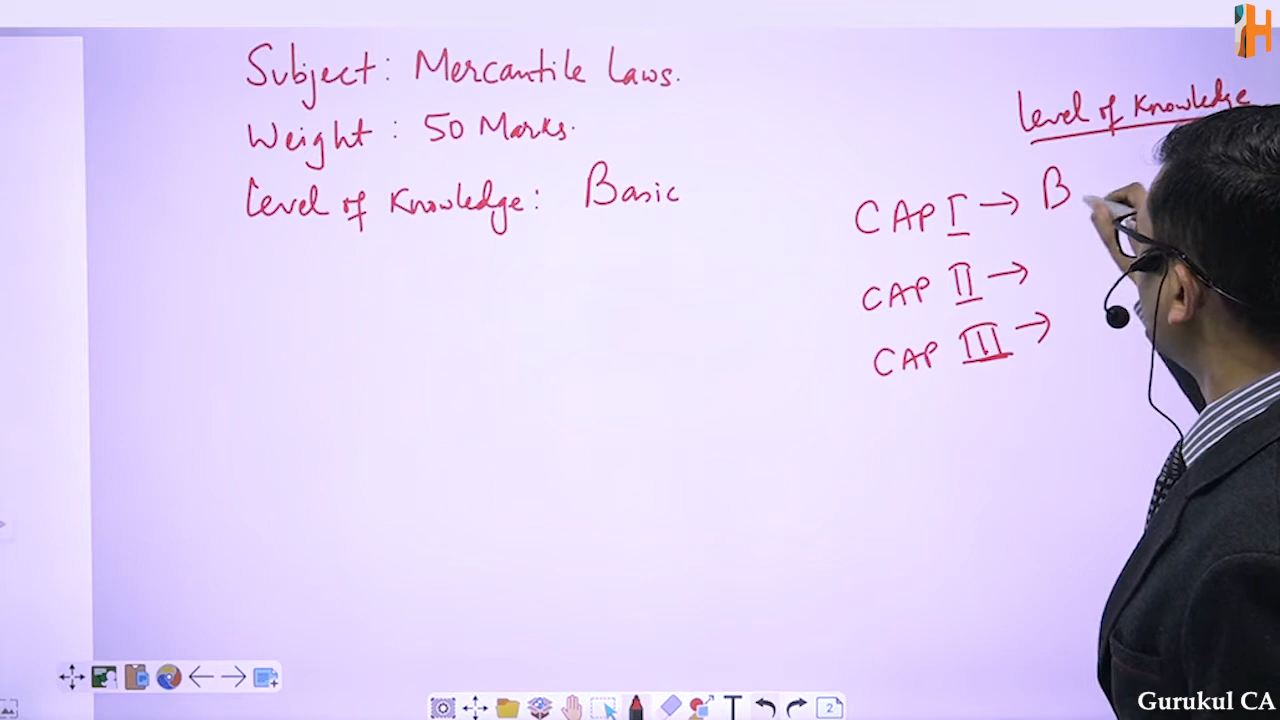 Subject: Mercantile Laws.
Weight: 50 Marks.
Level of Knowledge: Basic
Level of Knowledge
CAP I → B
CAP II →
CAP III →
2
Gurukul CA